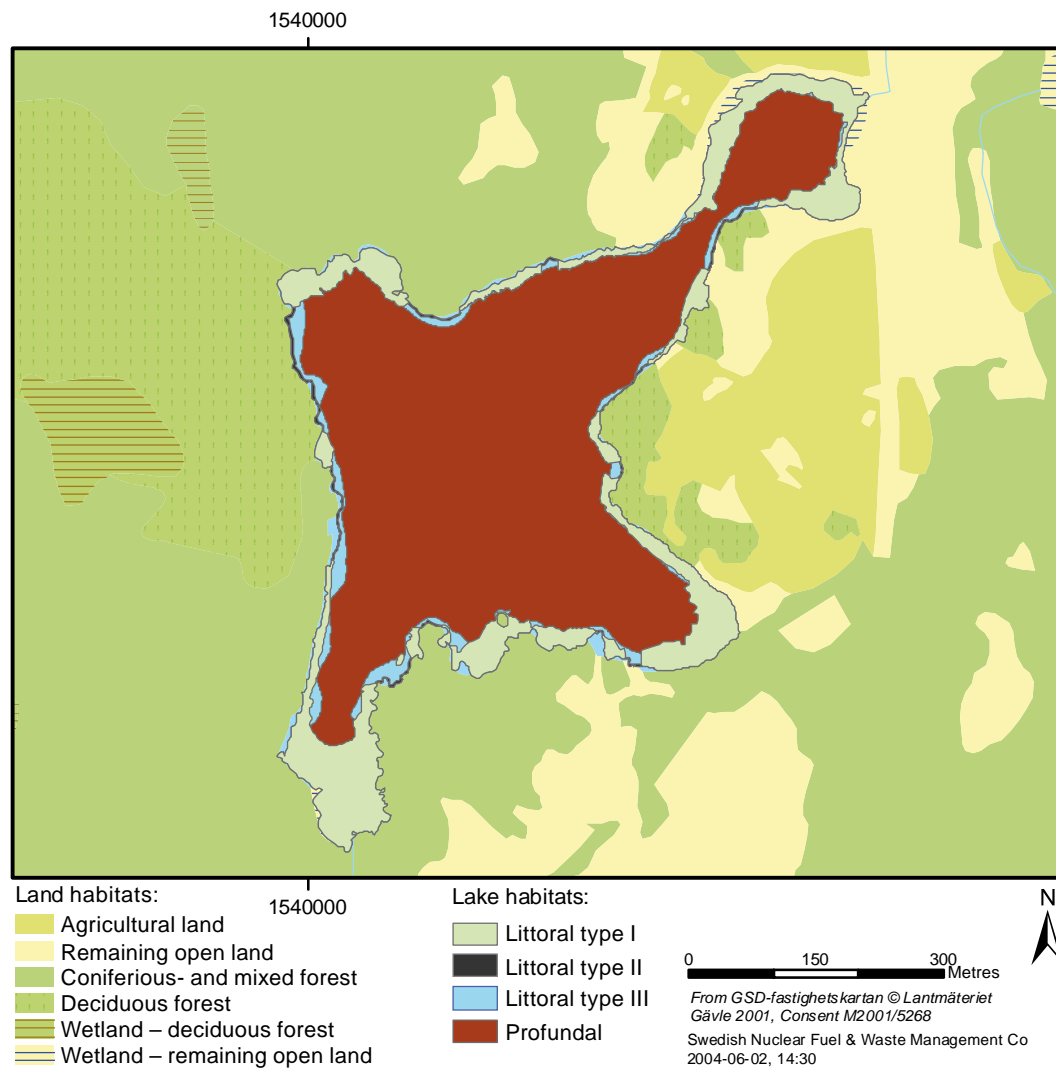 1540000
Land habitats:
Agricultural land
Remaining open land
Coniferious- and mixed forest
Deciduous forest
Wetland – deciduous forest
Wetland – remaining open land
1540000
Lake habitats:
Littoral type I
Littoral type II
Littoral type III
Profundal
N
0 150 300
Metres
From GSD-fastighetskartan © Lantmäteriet
Gävle 2001, Consent M2001/5268
Swedish Nuclear Fuel & Waste Management Co
2004-06-02, 14:30